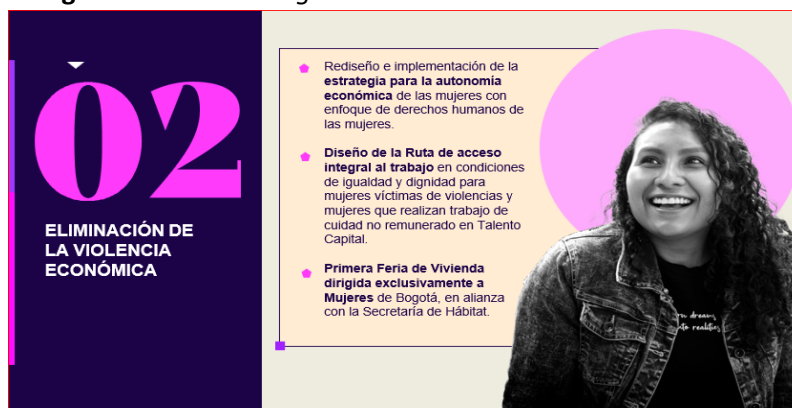 02
ELIMINACIÓN DE
LA VIOLENCIA
ECONÓMICA
Rediseño e implementación de la
estrategia para la autonomía
económica de las mujeres con
enfoque de derechos humanos de
las mujeres.
Diseño de la Ruta de acceso
integral al trabajo en condiciones
de igualdad y dignidad para
mujeres víctimas de violencias y
mujeres que realizan trabajo de
cuidad no remunerado en Talento
Capital.
Primera Feria de Vivienda
dirigida exclusivamente a
Mujeres de Bogotá, en alianza
con la Secretaría de Hábitat.
dreams
realities